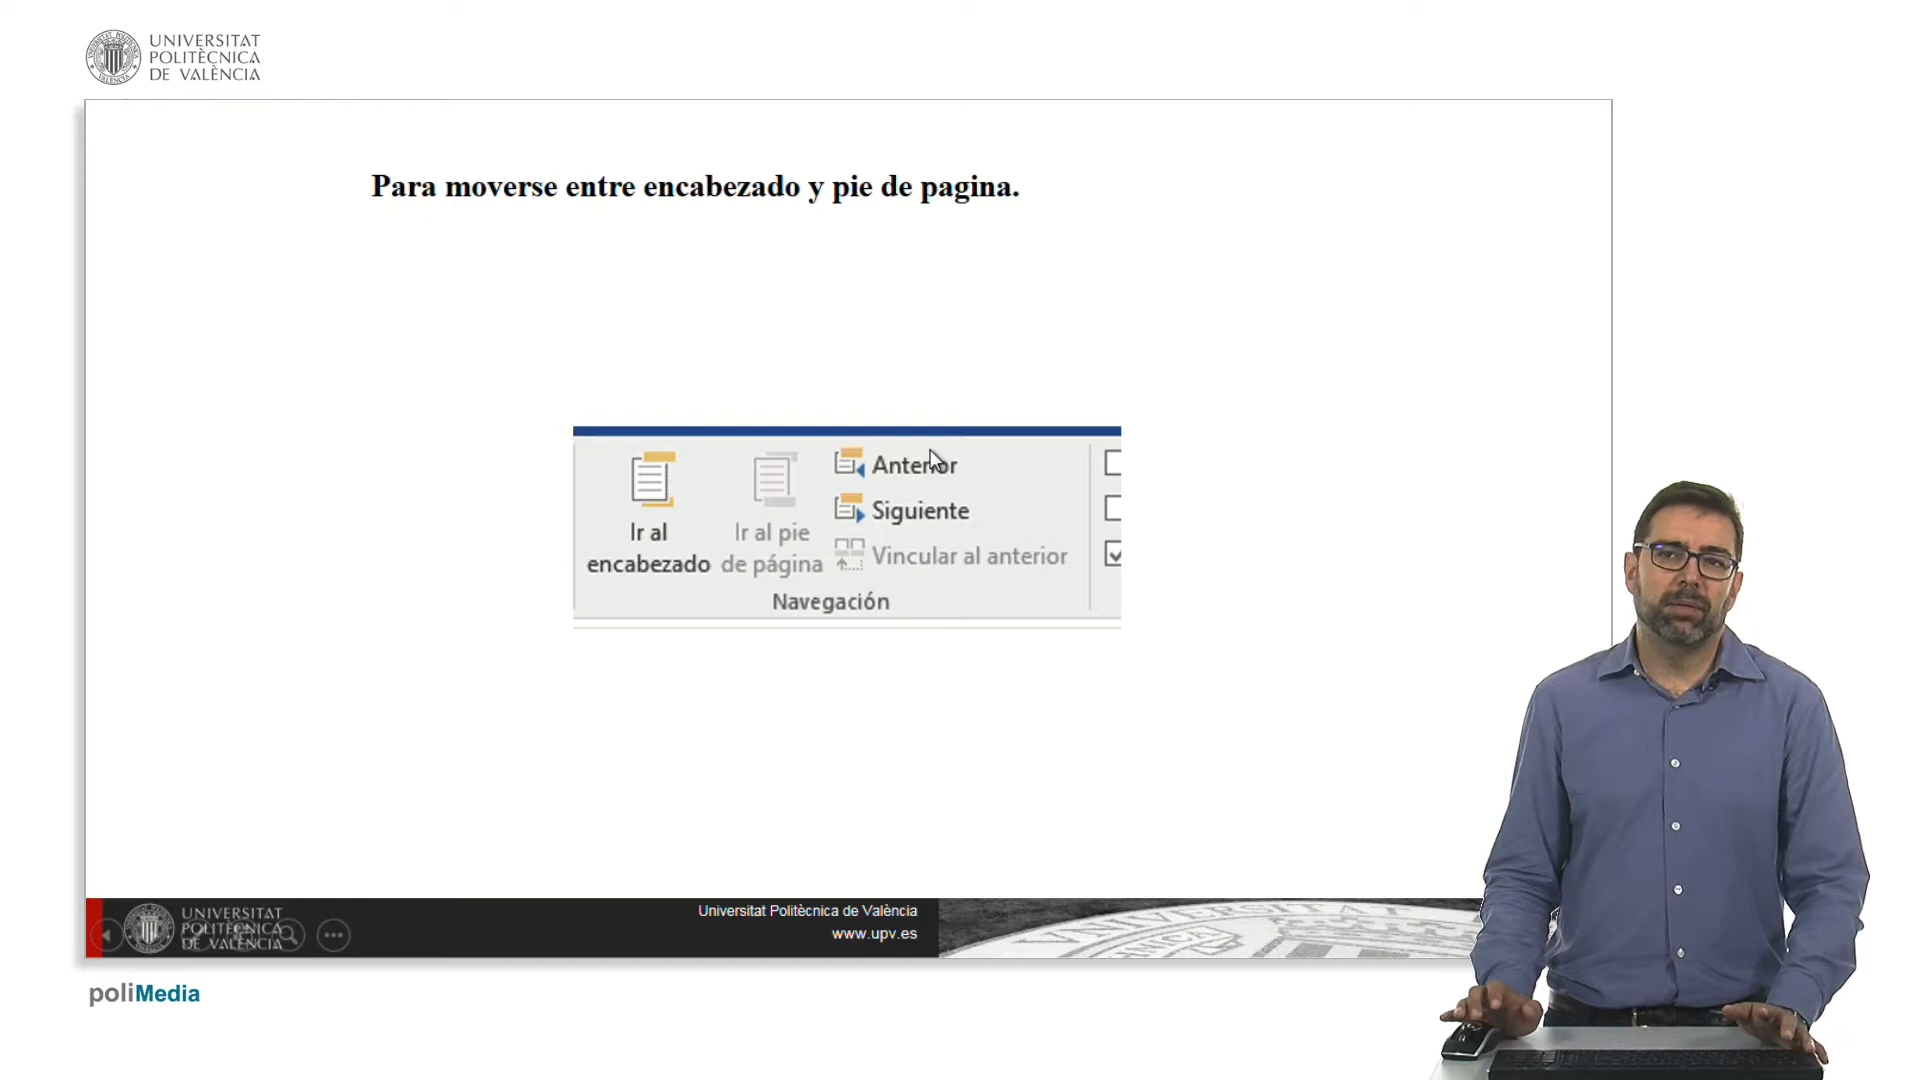 UNIVERSITAT
POLITÈCNICA
DE VALÈNCIA
Para moverse entre encabezado y pie de pagina.
Ir al
encabezado
Ir al pie
de página
Anterior
Siguiente
Vincular al anterior
Navegación
UNIVERSITAT
POLITÈCNICA
DE VALÈNCIA
Universitat Politècnica de València
www.upv.es
poliMedia